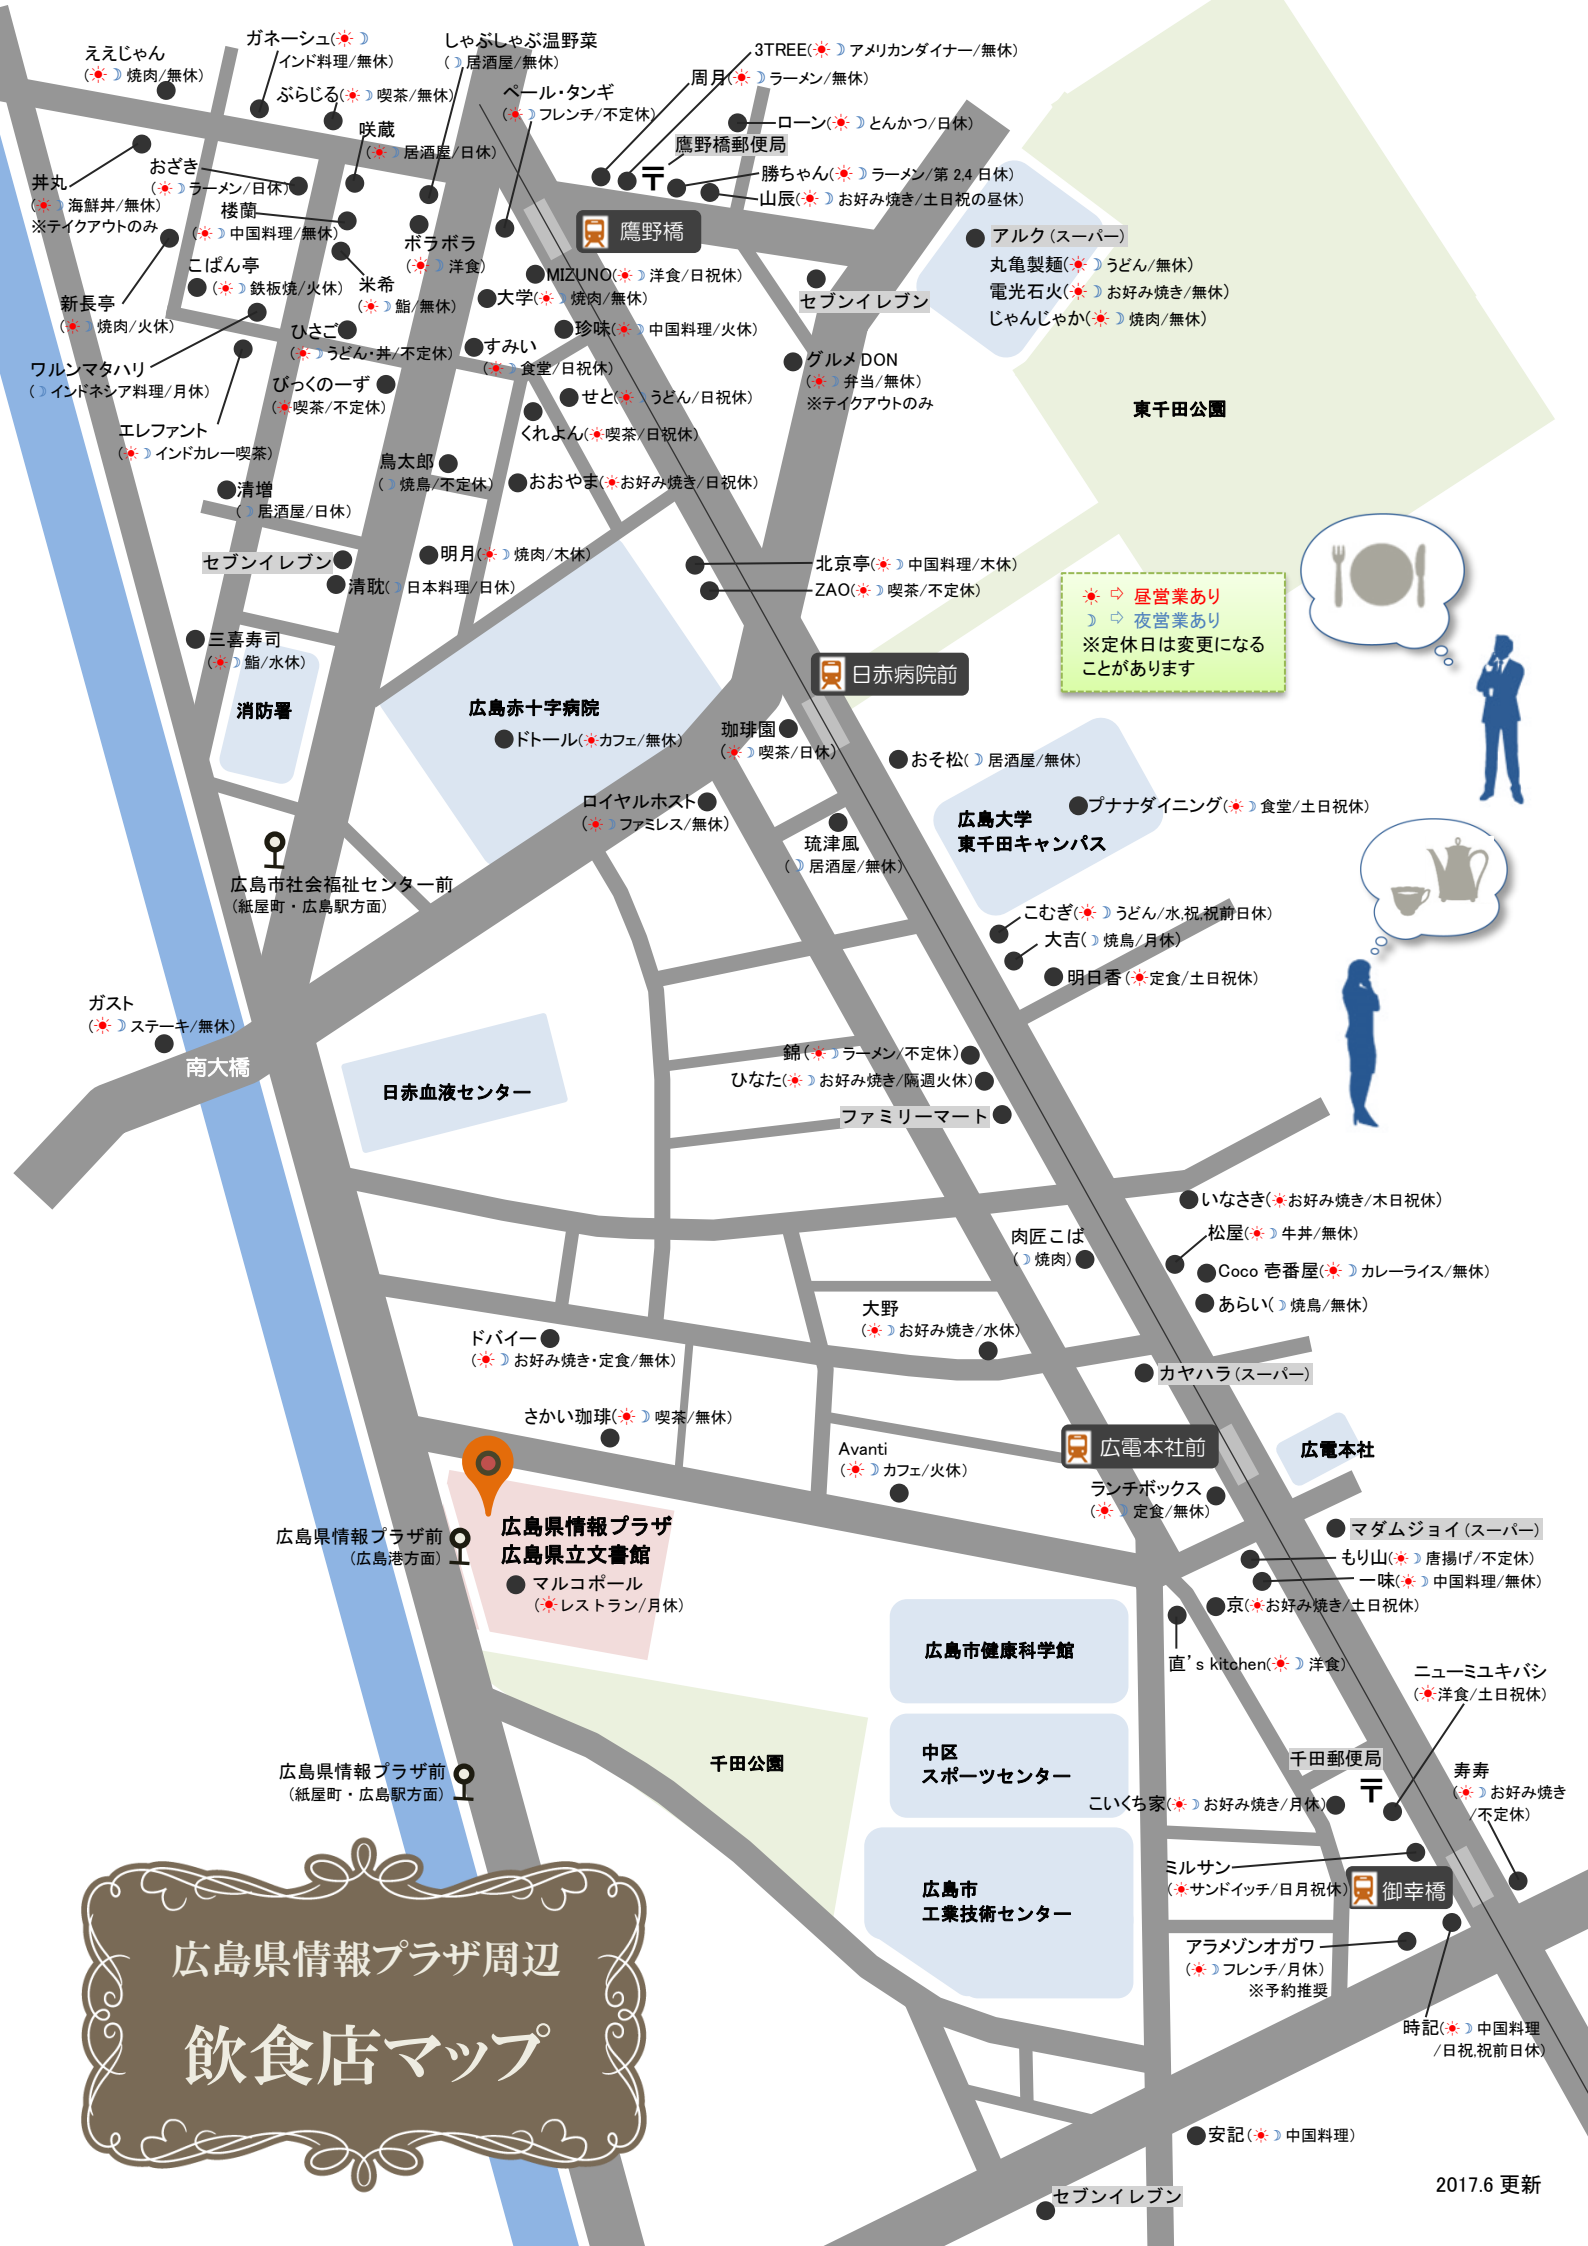 ええじゃん
(☀☽焼肉/無休)
ガネーシュ(☀☽
インド料理/無休)
ぶらじる(☀☽喫茶/無休)
しゃぶしゃぶ温野菜
(☽居酒屋/無休)
ペール・タンギ
(☀☽フレンチ/不定休)
3TREE(☀☽アメリカンダイナー/無休)
周月(☀☽ラーメン/無休)
ローン(☀☽とんかつ/日休)
鷹野橋郵便局
勝ちゃん(☀☽ラーメン/第2,4日休)
山辰(☀☽お好み焼き/土日祝の昼休)
咲蔵
(☀☽居酒屋/日休)
おざき
(☀☽ラーメン/日休)
丼丸
(☀☽海鮮丼/無休)
※テイクアウトのみ
楼蘭
(☀☽中国料理/無休)
鷹野橋
ボラボラ
(☀☽洋食)
こぱん亭
(☀☽鉄板焼/火休)
米希
(☀☽鮨/無休)
新長亭
(☀☽焼肉/火休)
MIZUNO(☀☽洋食/日祝休)
大学(☀☽焼肉/無休)
珍味(☀☽中国料理/火休)
セブンイレブン
アルク(スーパー)
丸亀製麺(☀☽うどん/無休)
電光石火(☀☽お好み焼き/無休)
じゃんじゃか(☀☽焼肉/無休)
ひさご
(☀☽うどん・丼/不定休)
すみい
(☀☽食堂/日祝休)
グルメDON
(☀☽弁当/無休)
※テイクアウトのみ
ワルンマタハリ
(☽インドネシア料理/月休)
びっくのーず
(☀喫茶/不定休)
せと(☀☽うどん/日祝休)
くれよん(☀喫茶/日祝休)
東千田公園
エレファント
(☀☽インドカレー喫茶)
鳥太郎
(☽焼鳥/不定休)
おおやま(☀お好み焼き/日祝休)
清増
(☽居酒屋/日休)
セブンイレブン
明月(☀☽焼肉/木休)
清耽(☽日本料理/日休)
北京亭(☀☽中国料理/木休)
ZAO(☀☽喫茶/不定休)
☀⇨昼営業あり
☽⇨夜営業あり
※定休日は変更になる
ことがあります
三喜寿司
(☀☽鮨/水休)
消防署
広島赤十字病院
ドトール(☀カフェ/無休)
日赤病院前
珈琲園
(☀☽喫茶/日休)
おそ松(☽居酒屋/無休)
ロイヤルホスト
(☀☽ファミレス/無休)
プナナダイニング(☀☽食堂/土日祝休)
広島大学
東千田キャンパス
琉津風
(☽居酒屋/無休)
広島市社会福祉センター前
(紙屋町・広島駅方面)
こむぎ(☀☽うどん/水,祝,祝前日休)
大吉(☽焼鳥/月休)
明日香(☀定食/土日祝休)
ガスト
(☀☽ステーキ/無休)
南大橋
日赤血液センター
錦(☀☽ラーメン/不定休)
ひなた(☀☽お好み焼き/隔週火休)
ファミリーマート
いなさき(☀お好み焼き/木日祝休)
松屋(☀☽牛丼/無休)
肉匠こば
(☽焼肉)
Coco壱番屋(☀☽カレーライス/無休)
あらい(☽焼鳥/無休)
大野
(☀☽お好み焼き/水休)
ドバイー
(☀☽お好み焼き・定食/無休)
カヤハラ(スーパー)
さかい珈琲(☀☽喫茶/無休)
Avanti
(☀☽カフェ/火休)
広電本社前
広電本社
ランチボックス
(☀☽定食/無休)
広島県情報プラザ前
(広島港方面)
広島県情報プラザ
広島県立文書館
マルコポール
(☀レストラン/月休)
マダムジョイ(スーパー)
もり山(☀☽唐揚げ/不定休)
一味(☀☽中国料理/無休)
京(☀お好み焼き/土日祝休)
広島市健康科学館
直's kitchen(☀☽洋食)
ニューミユキバシ
(☀洋食/土日祝休)
千田公園
中区
スポーツセンター
千田郵便局
寿寿
(☀☽お好み焼き
/不定休)
広島県情報プラザ前
(紙屋町・広島駅方面)
こいくち家(☀☽お好み焼き/月休)
ミルサン
(☀サンドイッチ/日月祝休)
御幸橋
広島市
工業技術センター
アラメゾンオガワ
(☀☽フレンチ/月休)
※予約推奨
時記(☀☽中国料理
/日祝,祝前日休)
広島県情報プラザ周辺
飲食店マップ
安記(☀☽中国料理)
セブンイレブン
2017.6 更新